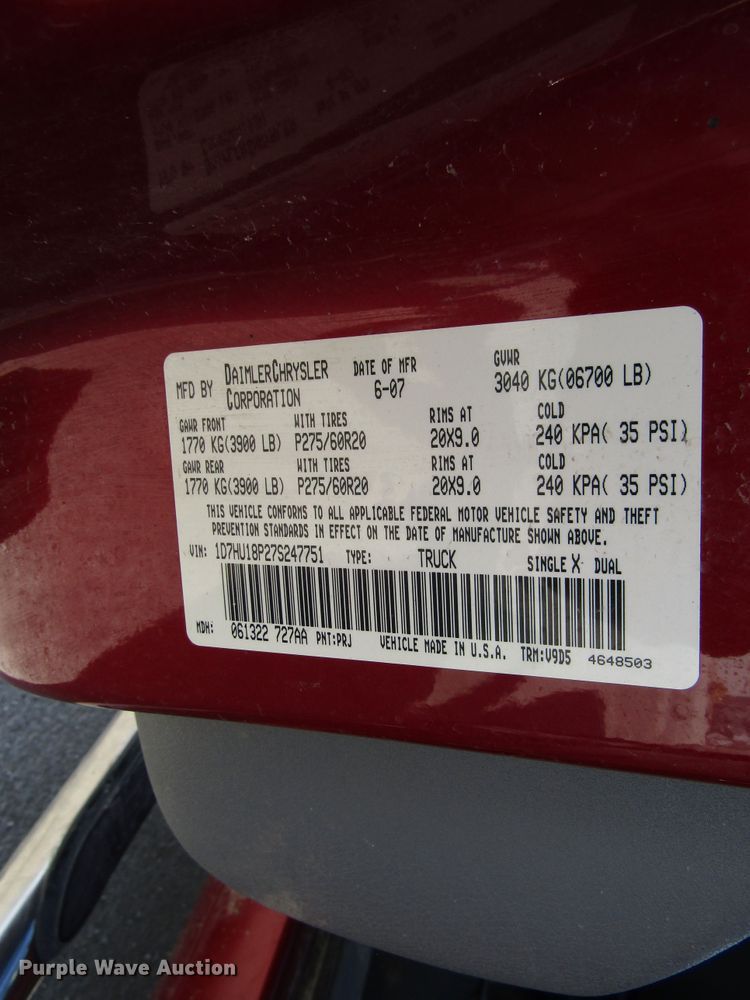 MFD BY DAIMLERCHRYSLER CORPORATION DATE OF MFR 6-07 GVWR 3040 KG(06700 LB)
GAWR FRONT WITH TIRES RIMS AT COLD
1770 KG(3900 LB) P275/60R20 20X9.0 240 KPA( 35 PSI)
GAWR REAR WITH TIRES RIMS AT COLD
1770 KG(3900 LB) P275/60R20 20X9.0 240 KPA( 35 PSI)
THIS VEHICLE CONFORMS TO ALL APPLICABLE FEDERAL MOTOR VEHICLE SAFETY AND THEFT
PREVENTION STANDARDS IN EFFECT ON THE DATE OF MANUFACTURE SHOWN ABOVE.
VIN: 1D7HU18P27S247751 TYPE: TRUCK SINGLE X DUAL
MDH: 061322 727AA PNT:PRJ VEHICLE MADE IN U.S.A. TRM:V9D5 4648503
Purple Wave Auction